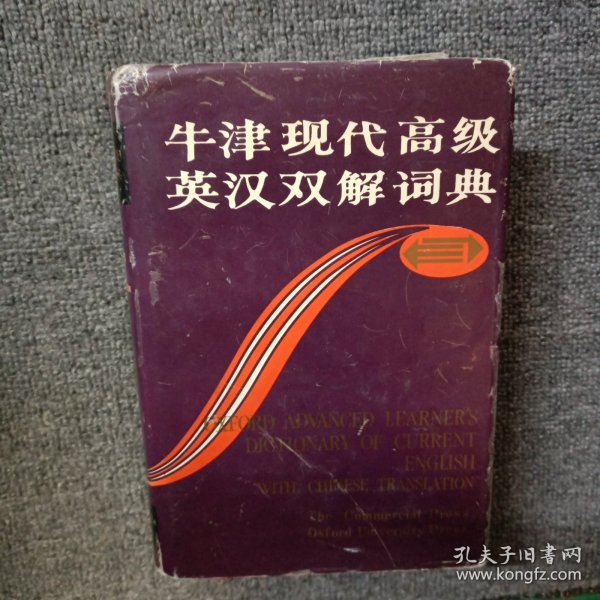 牛津现代高级
英汉双解词典
OXFORD ADVANCED LEARNER'S
DICTIONARY OF CURRENT
ENGLISH
WITH CHINESE TRANSLATION
The Commercial Press
Oxford University Press
孔夫子旧书网
www.kongfz.com